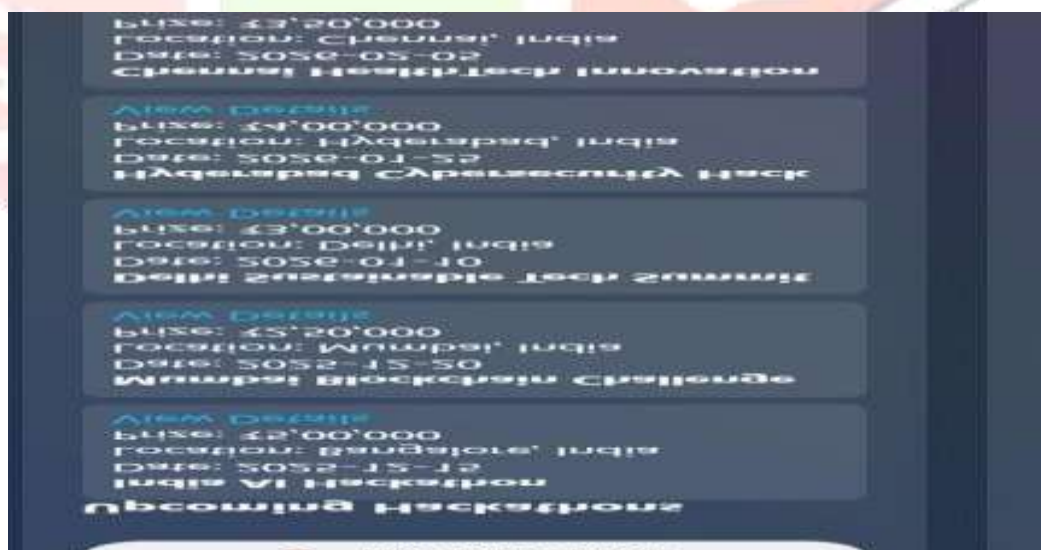 Upcoming Hackathons
India AI Hackathon
Date: 2025-12-15
Location: Bangalore, India
Prize: ₹5,00,000
View Details
Mumbai Blockchain Challenge
Date: 2025-12-20
Location: Mumbai, India
Prize: ₹2,50,000
View Details
Delhi Sustainable Tech Summit
Date: 2026-01-10
Location: Delhi, India
Prize: ₹3,00,000
View Details
Hyderabad Cybersecurity Hack
Date: 2026-01-25
Location: Hyderabad, India
Prize: ₹4,00,000
View Details
Chennai HealthTech Innovation
Date: 2026-02-05
Location: Chennai, India
Prize: ₹3,50,000